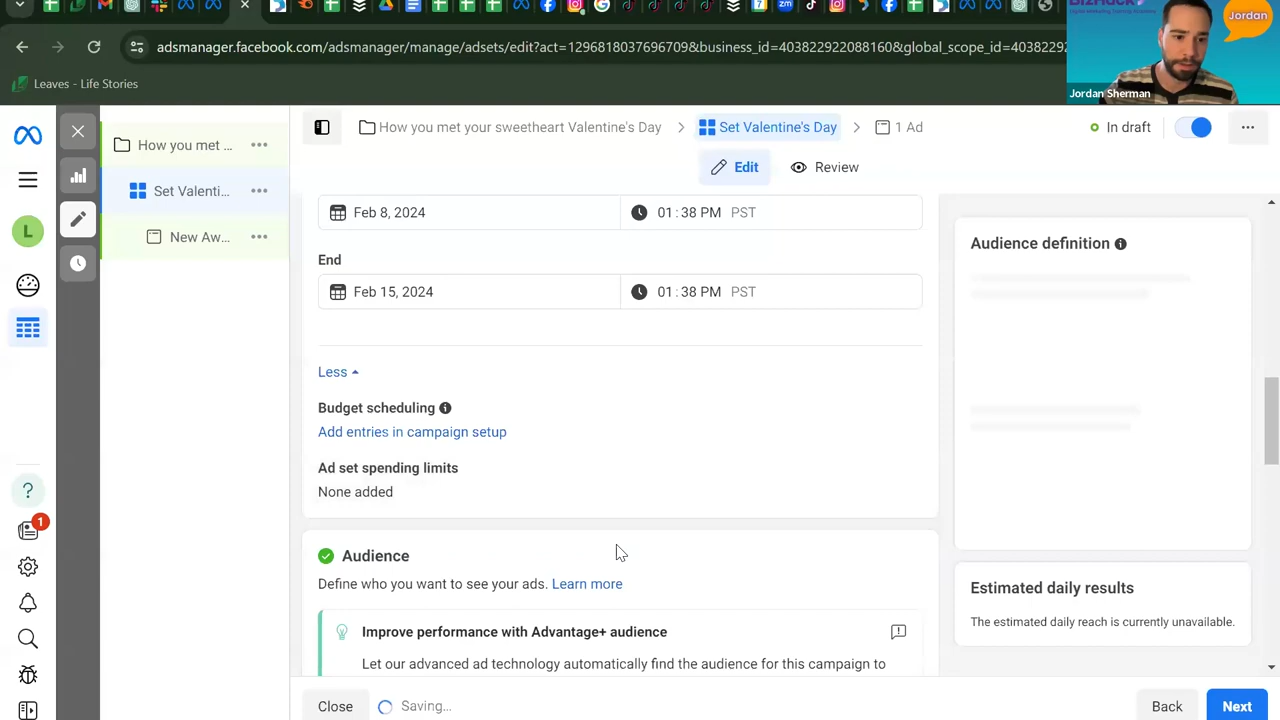 BizHack
Jordan
adsmanager.facebook.com/adsmanager/manage/adsets/edit?act=1296818037696709&business_id=403822922088160&global_scope_id=4038229
Leaves - Life Stories
Jordan Sherman
How you met your sweetheart Valentine's Day
Set Valentine's Day
1 Ad
In draft
How you met ...
Edit
Review
Set Valenti...
New Aw...
L
Feb 8, 2024
01:38 PM PST
End
Feb 15, 2024
01:38 PM PST
Audience definition
Less
Budget scheduling
Add entries in campaign setup
Ad set spending limits
None added
1
Audience
Define who you want to see your ads. Learn more
Improve performance with Advantage+ audience
Let our advanced ad technology automatically find the audience for this campaign to
Estimated daily results
The estimated daily reach is currently unavailable.
Close
Saving...
Back
Next